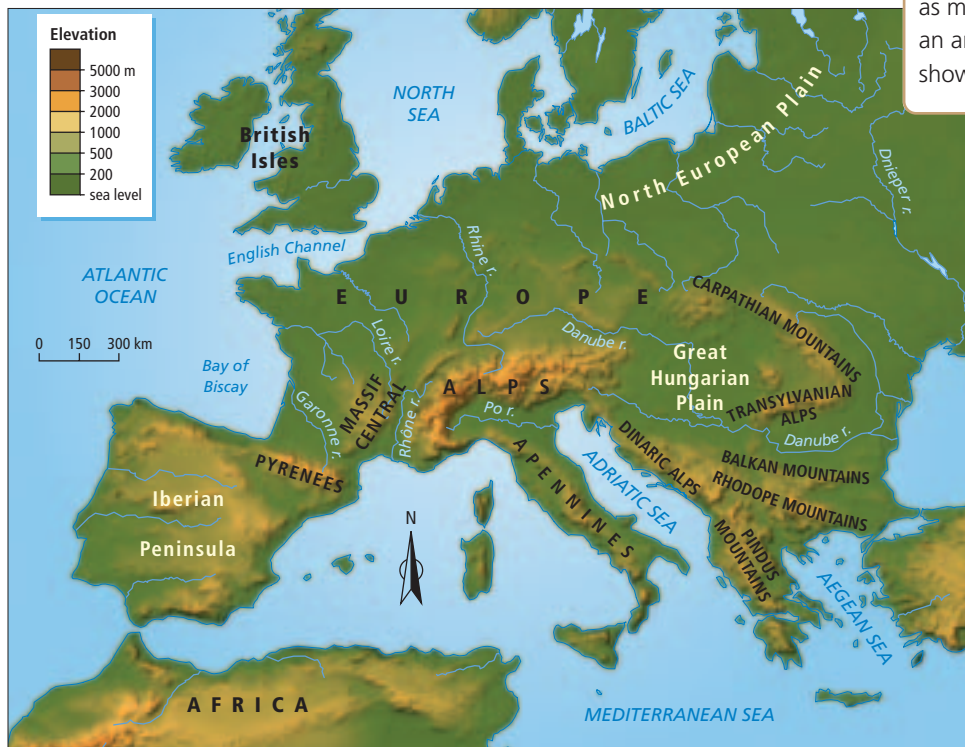 as m
an ar
show
Elevation
5000 m
3000
2000
1000
500
200
sea level
NORTH
SEA
BALTIC SEA
North European Plain
Dnieper r.
British
Isles
English Channel
Rhine r.
ATLANTIC
OCEAN
EUROPE
CARPATHIAN MOUNTAINS
0 150 300 km
Loire r.
Danube r.
Great
Hungarian
Plain
Bay of
Biscay
ALPS
MASSIF
CENTRAL
TRANSYLVANIAN
ALPS
Garonne r.
Rhône r.
Po r.
Danube r.
PYRENEES
APENNINES
DINARIC ALPS
ADRIATIC SEA
BALKAN MOUNTAINS
RHODOPE MOUNTAINS
Iberian
Peninsula
N
PINDUS
MOUNTAINS
AEGEAN SEA
AFRICA
MEDITERRANEAN SEA